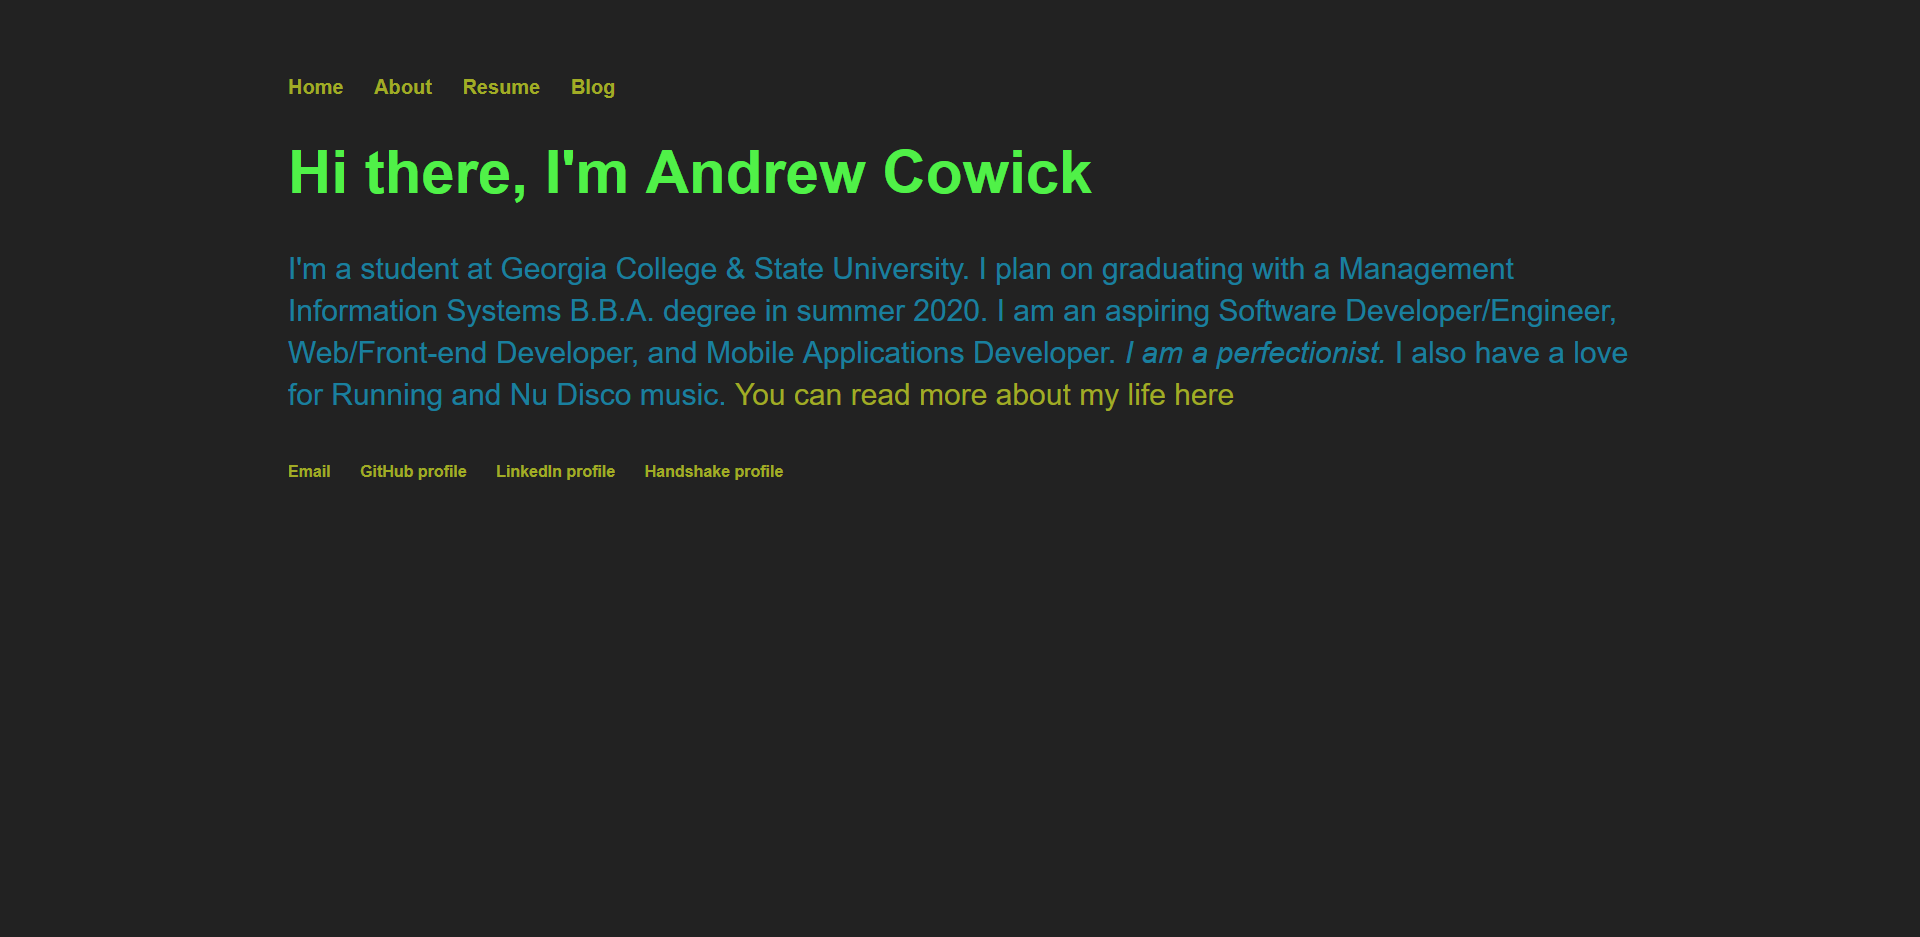 Home About Resume Blog
Hi there, I'm Andrew Cowick
I'm a student at Georgia College & State University. I plan on graduating with a Management
Information Systems B.B.A. degree in summer 2020. I am an aspiring Software Developer/Engineer,
Web/Front-end Developer, and Mobile Applications Developer. I am a perfectionist. I also have a love
for Running and Nu Disco music. You can read more about my life here
Email GitHub profile LinkedIn profile Handshake profile